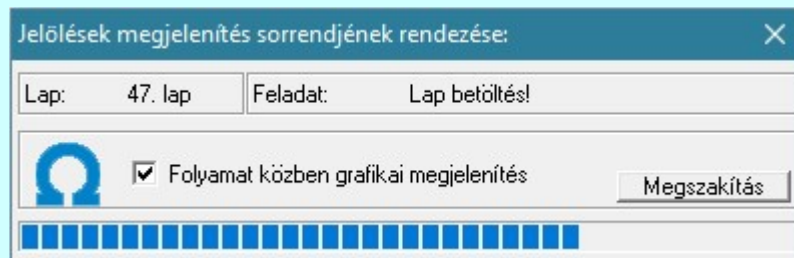 Jelölések megjelenítés sorrendjének rendezése:
Lap: 47. lap Feladat: Lap betöltés!
Folyamat közben grafikai megjelenítés
Megszakítás